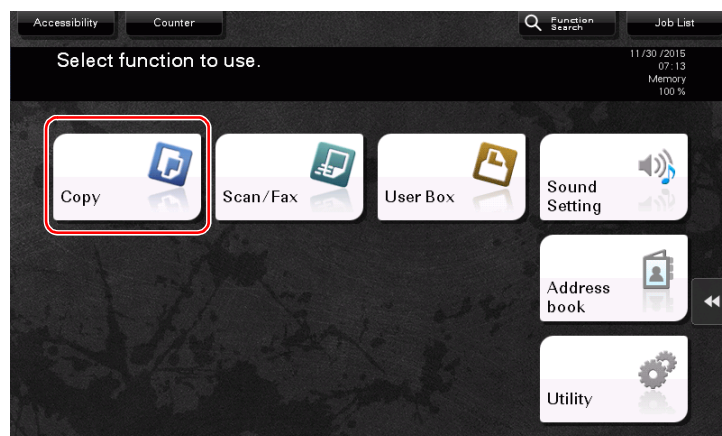 Accessibility
Counter
Function
Search
Job List
Select function to use.
11/30 /2015
07:13
Memory
100 %
Copy
Scan/Fax
User Box
Sound
Setting
Address
book
Utility